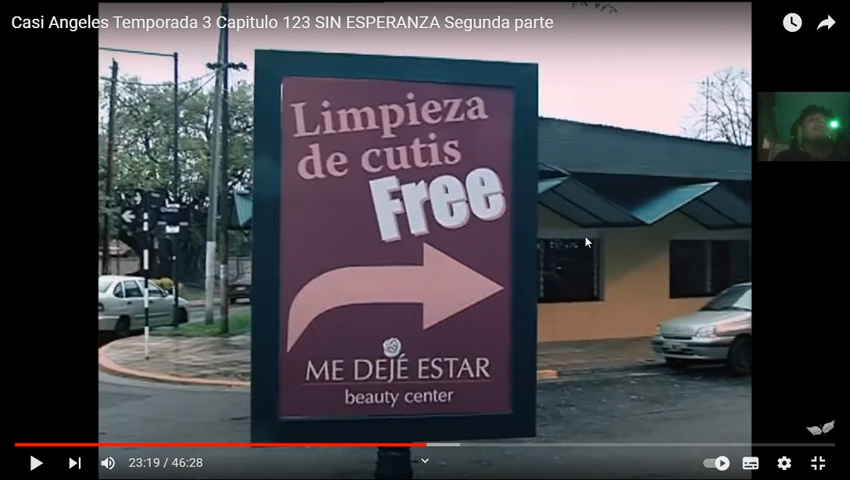 Casi Angeles Temporada 3 Capitulo 123 SIN ESPERANZA Segunda parte
Limpieza
de cutis
Free
ME DEJÉ ESTAR
beauty center
23:19 / 46:28